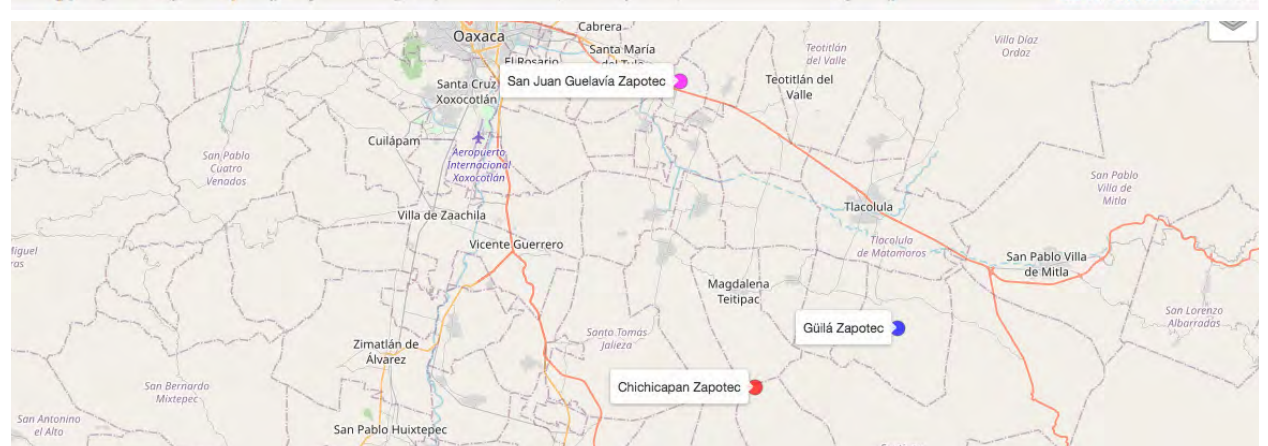 Cabrera
Oaxaca
Santa María
del Tule
El Rosario
Teotitlán
del Valle
Villa Díaz
Ordaz
San Juan Guelavía Zapotec
Teotitlán del
Valle
Santa Cruz
Xoxocotlán
Cuilápam
Aeropuerto
Internacional
Xoxocotlán
San Pablo
Cuatro
Venados
San Pablo
Villa de
Mitla
Villa de Zaachila
Tlacolula
Vicente Guerrero
Tlacolula
de Matamoros
San Pablo Villa
de Mitla
Magdalena
Teitipac
San Lorenzo
Albarradas
Güilá Zapotec
Santo Tomás
Jalieza
Zimatlán de
Álvarez
San Bernardo
Mixtepec
Chichicapan Zapotec
San Antonino
el Alto
San Pablo Huixtepec